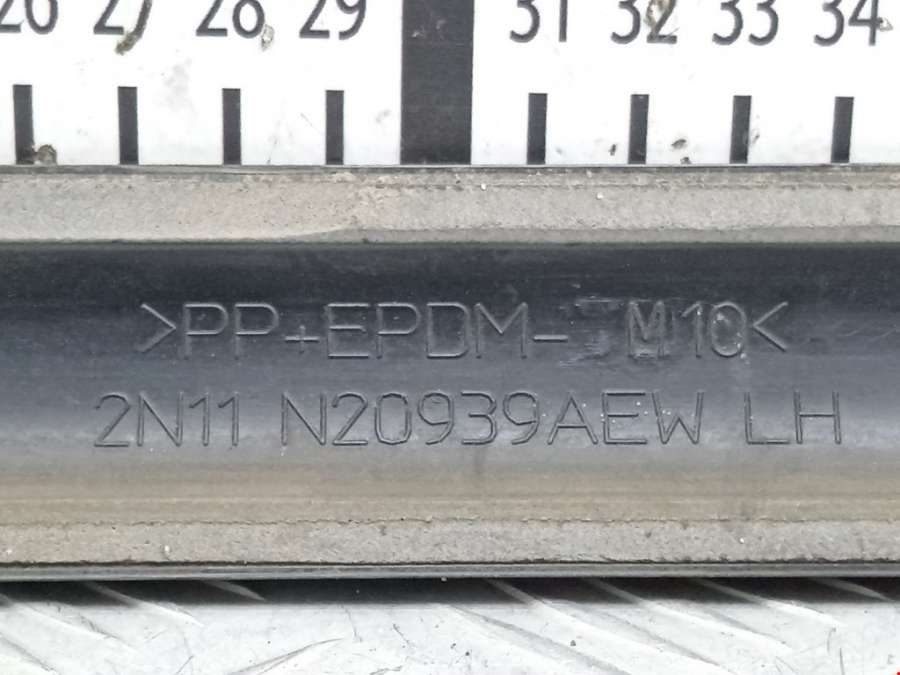 26 27 28 29 31 32 33 34
>PP+EPDM- M10<
2N11 N20939AEW LH